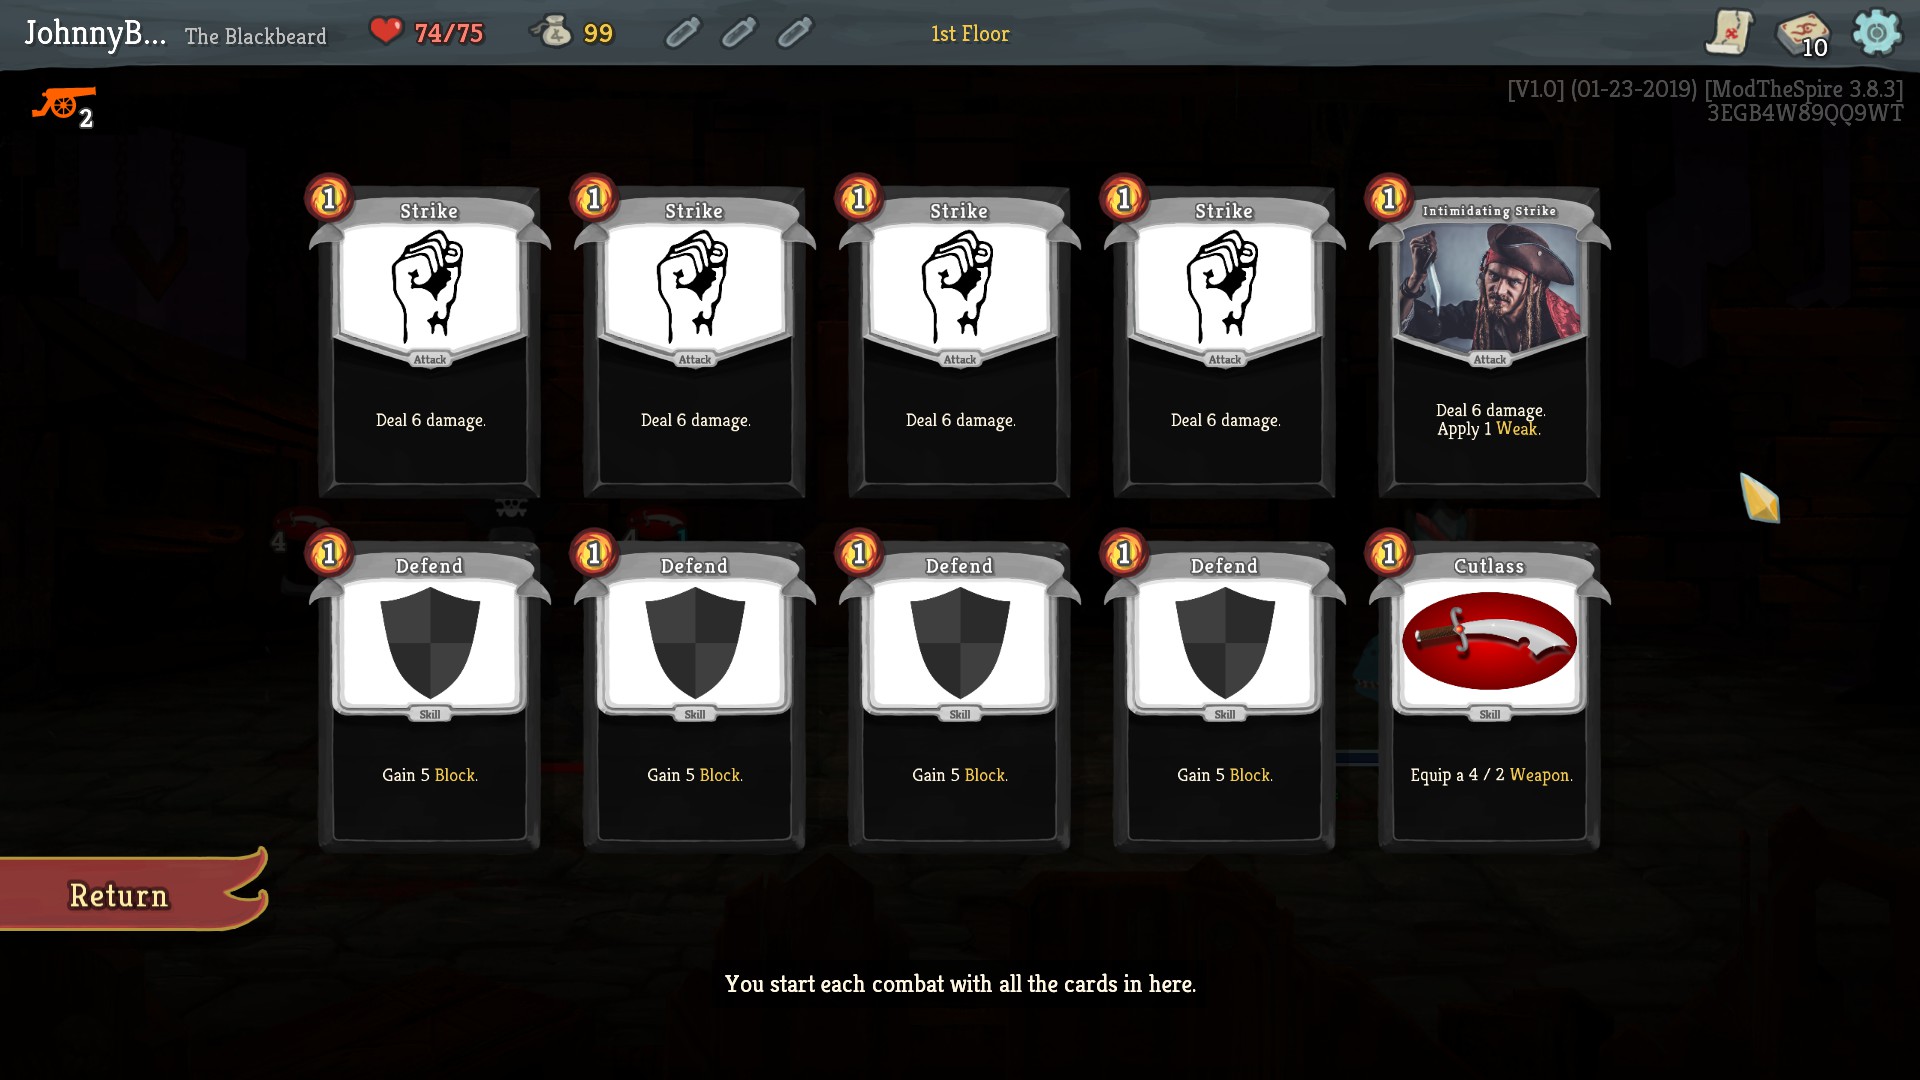 JohnnyB... The Blackbeard 74/75 99 1st Floor 10
2
[V1.0] (01-23-2019) [ModTheSpire 3.8.3]
3EGB4W89QQ9WT
1 1 1 1 1
Strike Strike Strike Strike Intimidating Strike
Attack Attack Attack Attack Attack
Deal 6 damage. Deal 6 damage. Deal 6 damage. Deal 6 damage. Deal 6 damage.
Apply 1 Weak.
4 4 1
1 1 1 1 1
Defend Defend Defend Defend Cutlass
Skill Skill Skill Skill Skill
Gain 5 Block. Gain 5 Block. Gain 5 Block. Gain 5 Block. Equip a 4 / 2 Weapon.
Return
You start each combat with all the cards in here.